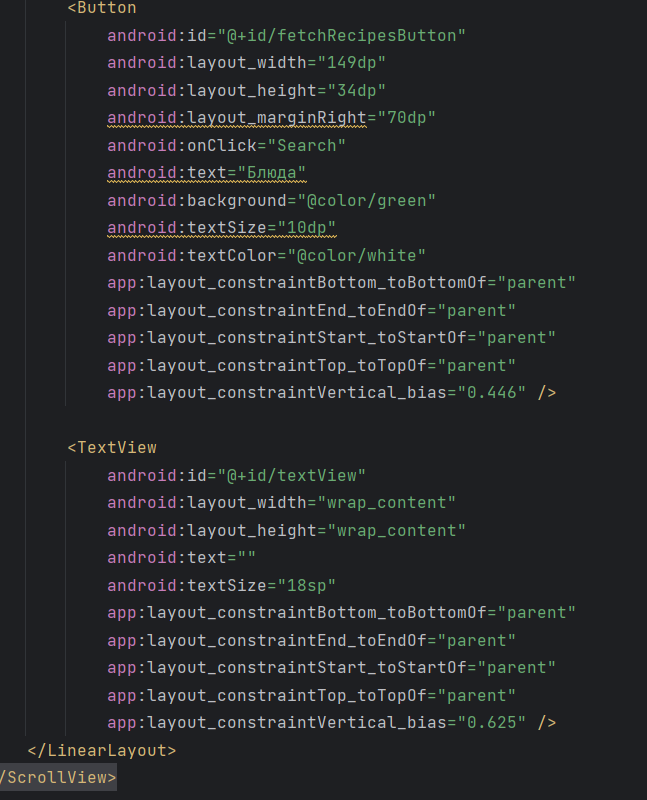 <Button
android:id="@+id/fetchRecipesButton"
android:layout_width="149dp"
android:layout_height="34dp"
android:layout_marginRight="70dp"
android:onClick="Search"
android:text="Блюда"
android:background="@color/green"
android:textSize="10dp"
android:textColor="@color/white"
app:layout_constraintBottom_toBottomOf="parent"
app:layout_constraintEnd_toEndOf="parent"
app:layout_constraintStart_toStartOf="parent"
app:layout_constraintTop_toTopOf="parent"
app:layout_constraintVertical_bias="0.446" />
<TextView
android:id="@+id/textView"
android:layout_width="wrap_content"
android:layout_height="wrap_content"
android:text=""
android:textSize="18sp"
app:layout_constraintBottom_toBottomOf="parent"
app:layout_constraintEnd_toEndOf="parent"
app:layout_constraintStart_toStartOf="parent"
app:layout_constraintTop_toTopOf="parent"
app:layout_constraintVertical_bias="0.625" />
</LinearLayout>
/ScrollView>